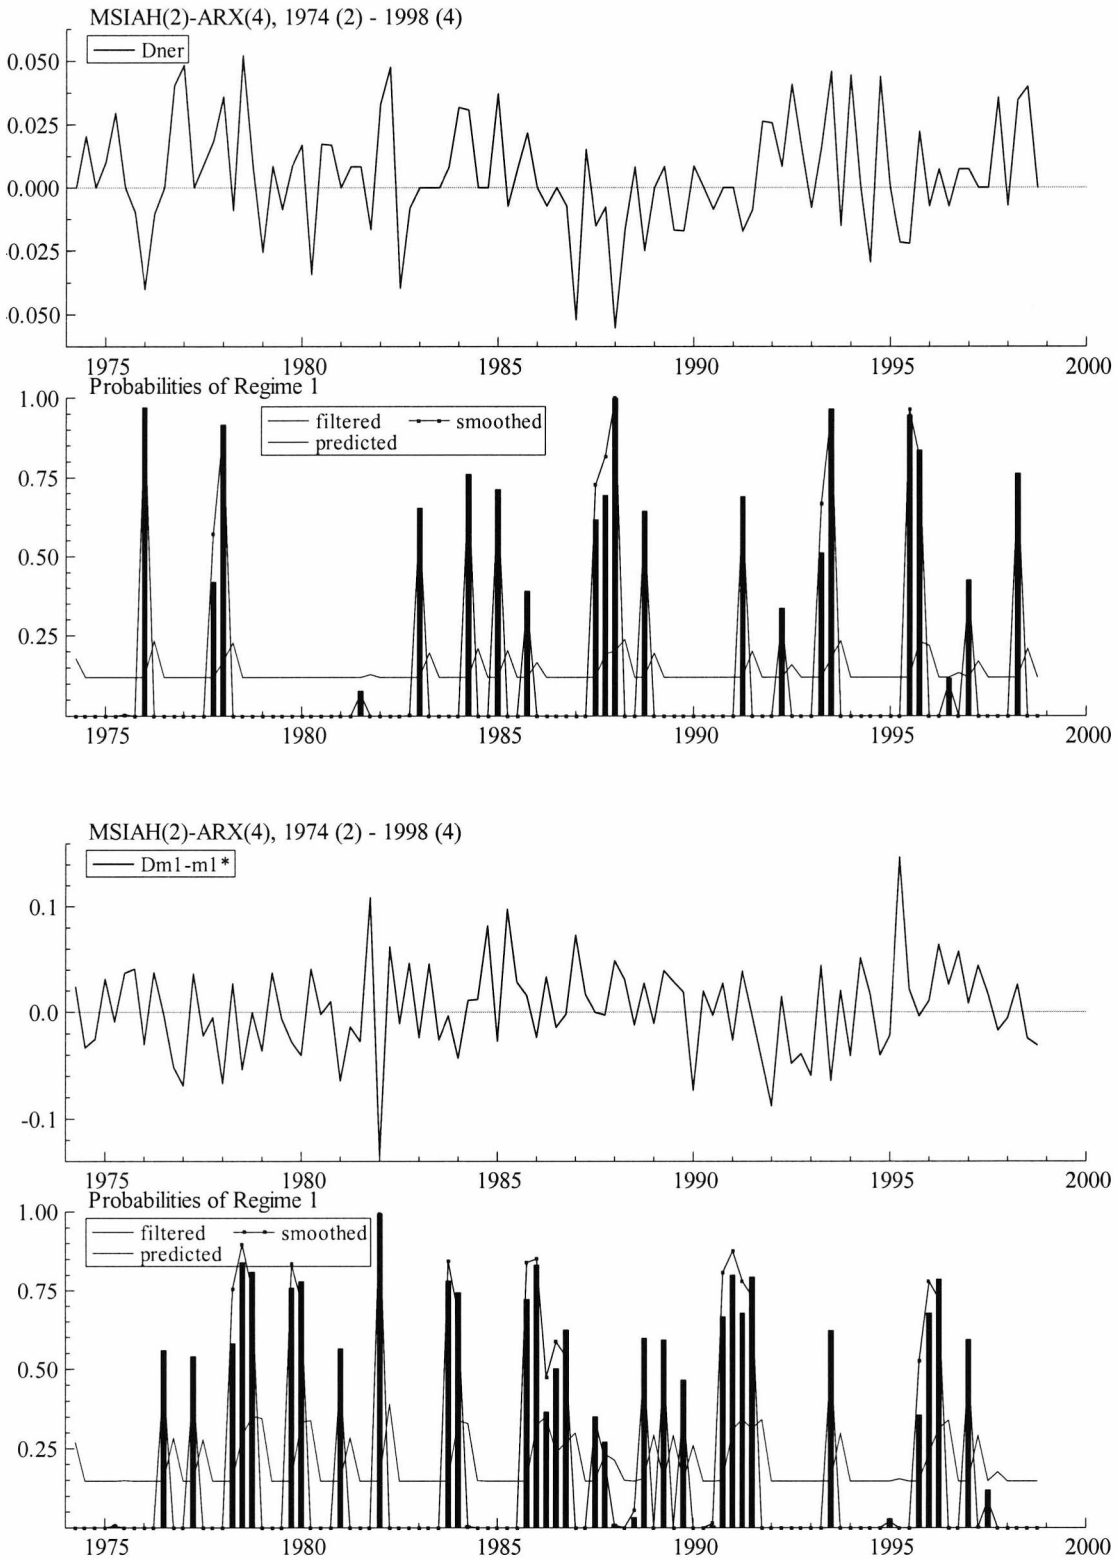 MSIAH(2)-ARX(4), 1974 (2) - 1998 (4)
Dner
0.050
0.025
0.000
0.025
0.050
1975 1980 1985 1990 1995 2000
Probabilities of Regime 1
1.00
filtered smoothed
predicted
0.75
0.50
0.25
1975 1980 1985 1990 1995 2000
MSIAH(2)-ARX(4), 1974 (2) - 1998 (4)
Dm1-m1*
0.1
0.0
-0.1
1975 1980 1985 1990 1995 2000
Probabilities of Regime 1
1.00
filtered smoothed
predicted
0.75
0.50
0.25
1975 1980 1985 1990 1995 2000